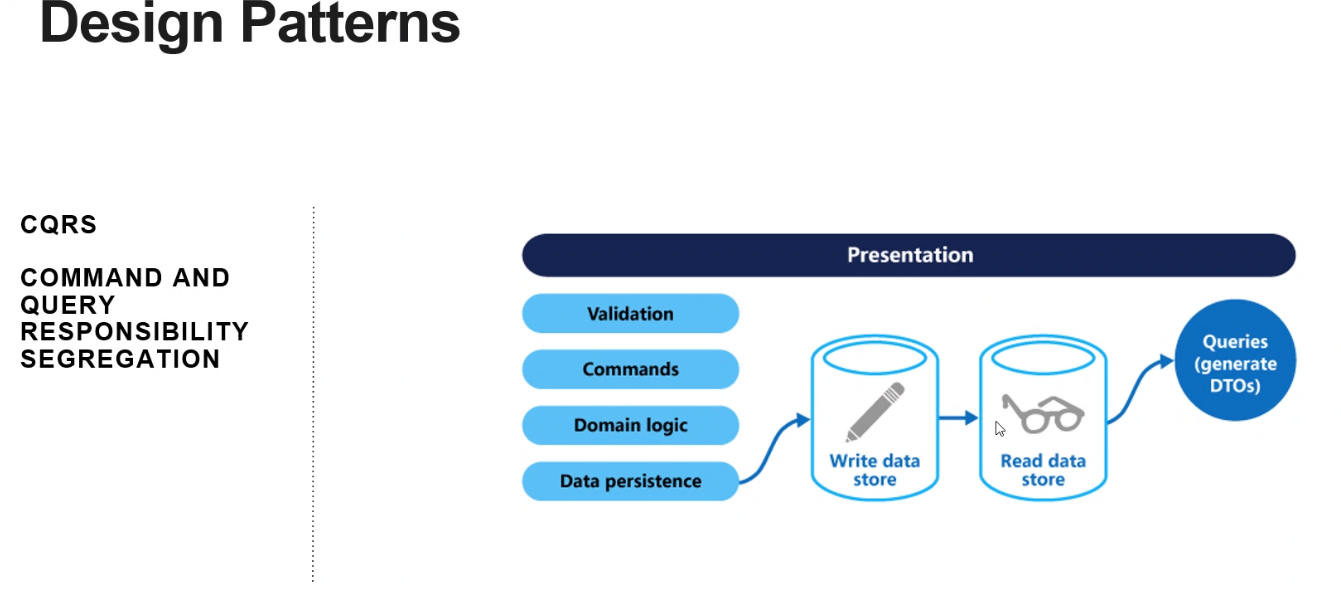 Design Patterns
CQRS
COMMAND AND
QUERY
RESPONSIBILITY
SEGREGATION
Presentation
Validation
Commands
Domain logic
Data persistence
Write data
store
Read data
store
Queries
(generate
DTOs)